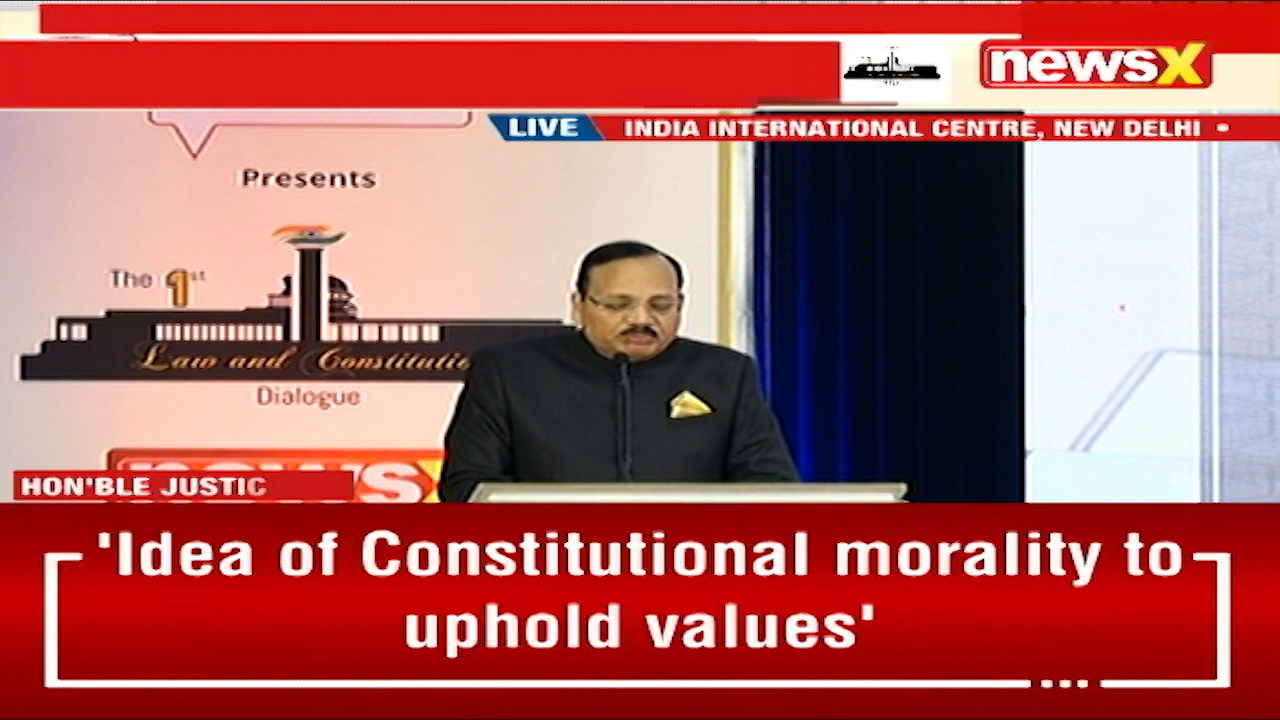 newsX
LIVE INDIA INTERNATIONAL CENTRE, NEW DELHI
Presents
The 1st
Law and Constitutio
Dialogue
newsX
HON'BLE JUSTIC
'Idea of Constitutional morality to
uphold values'